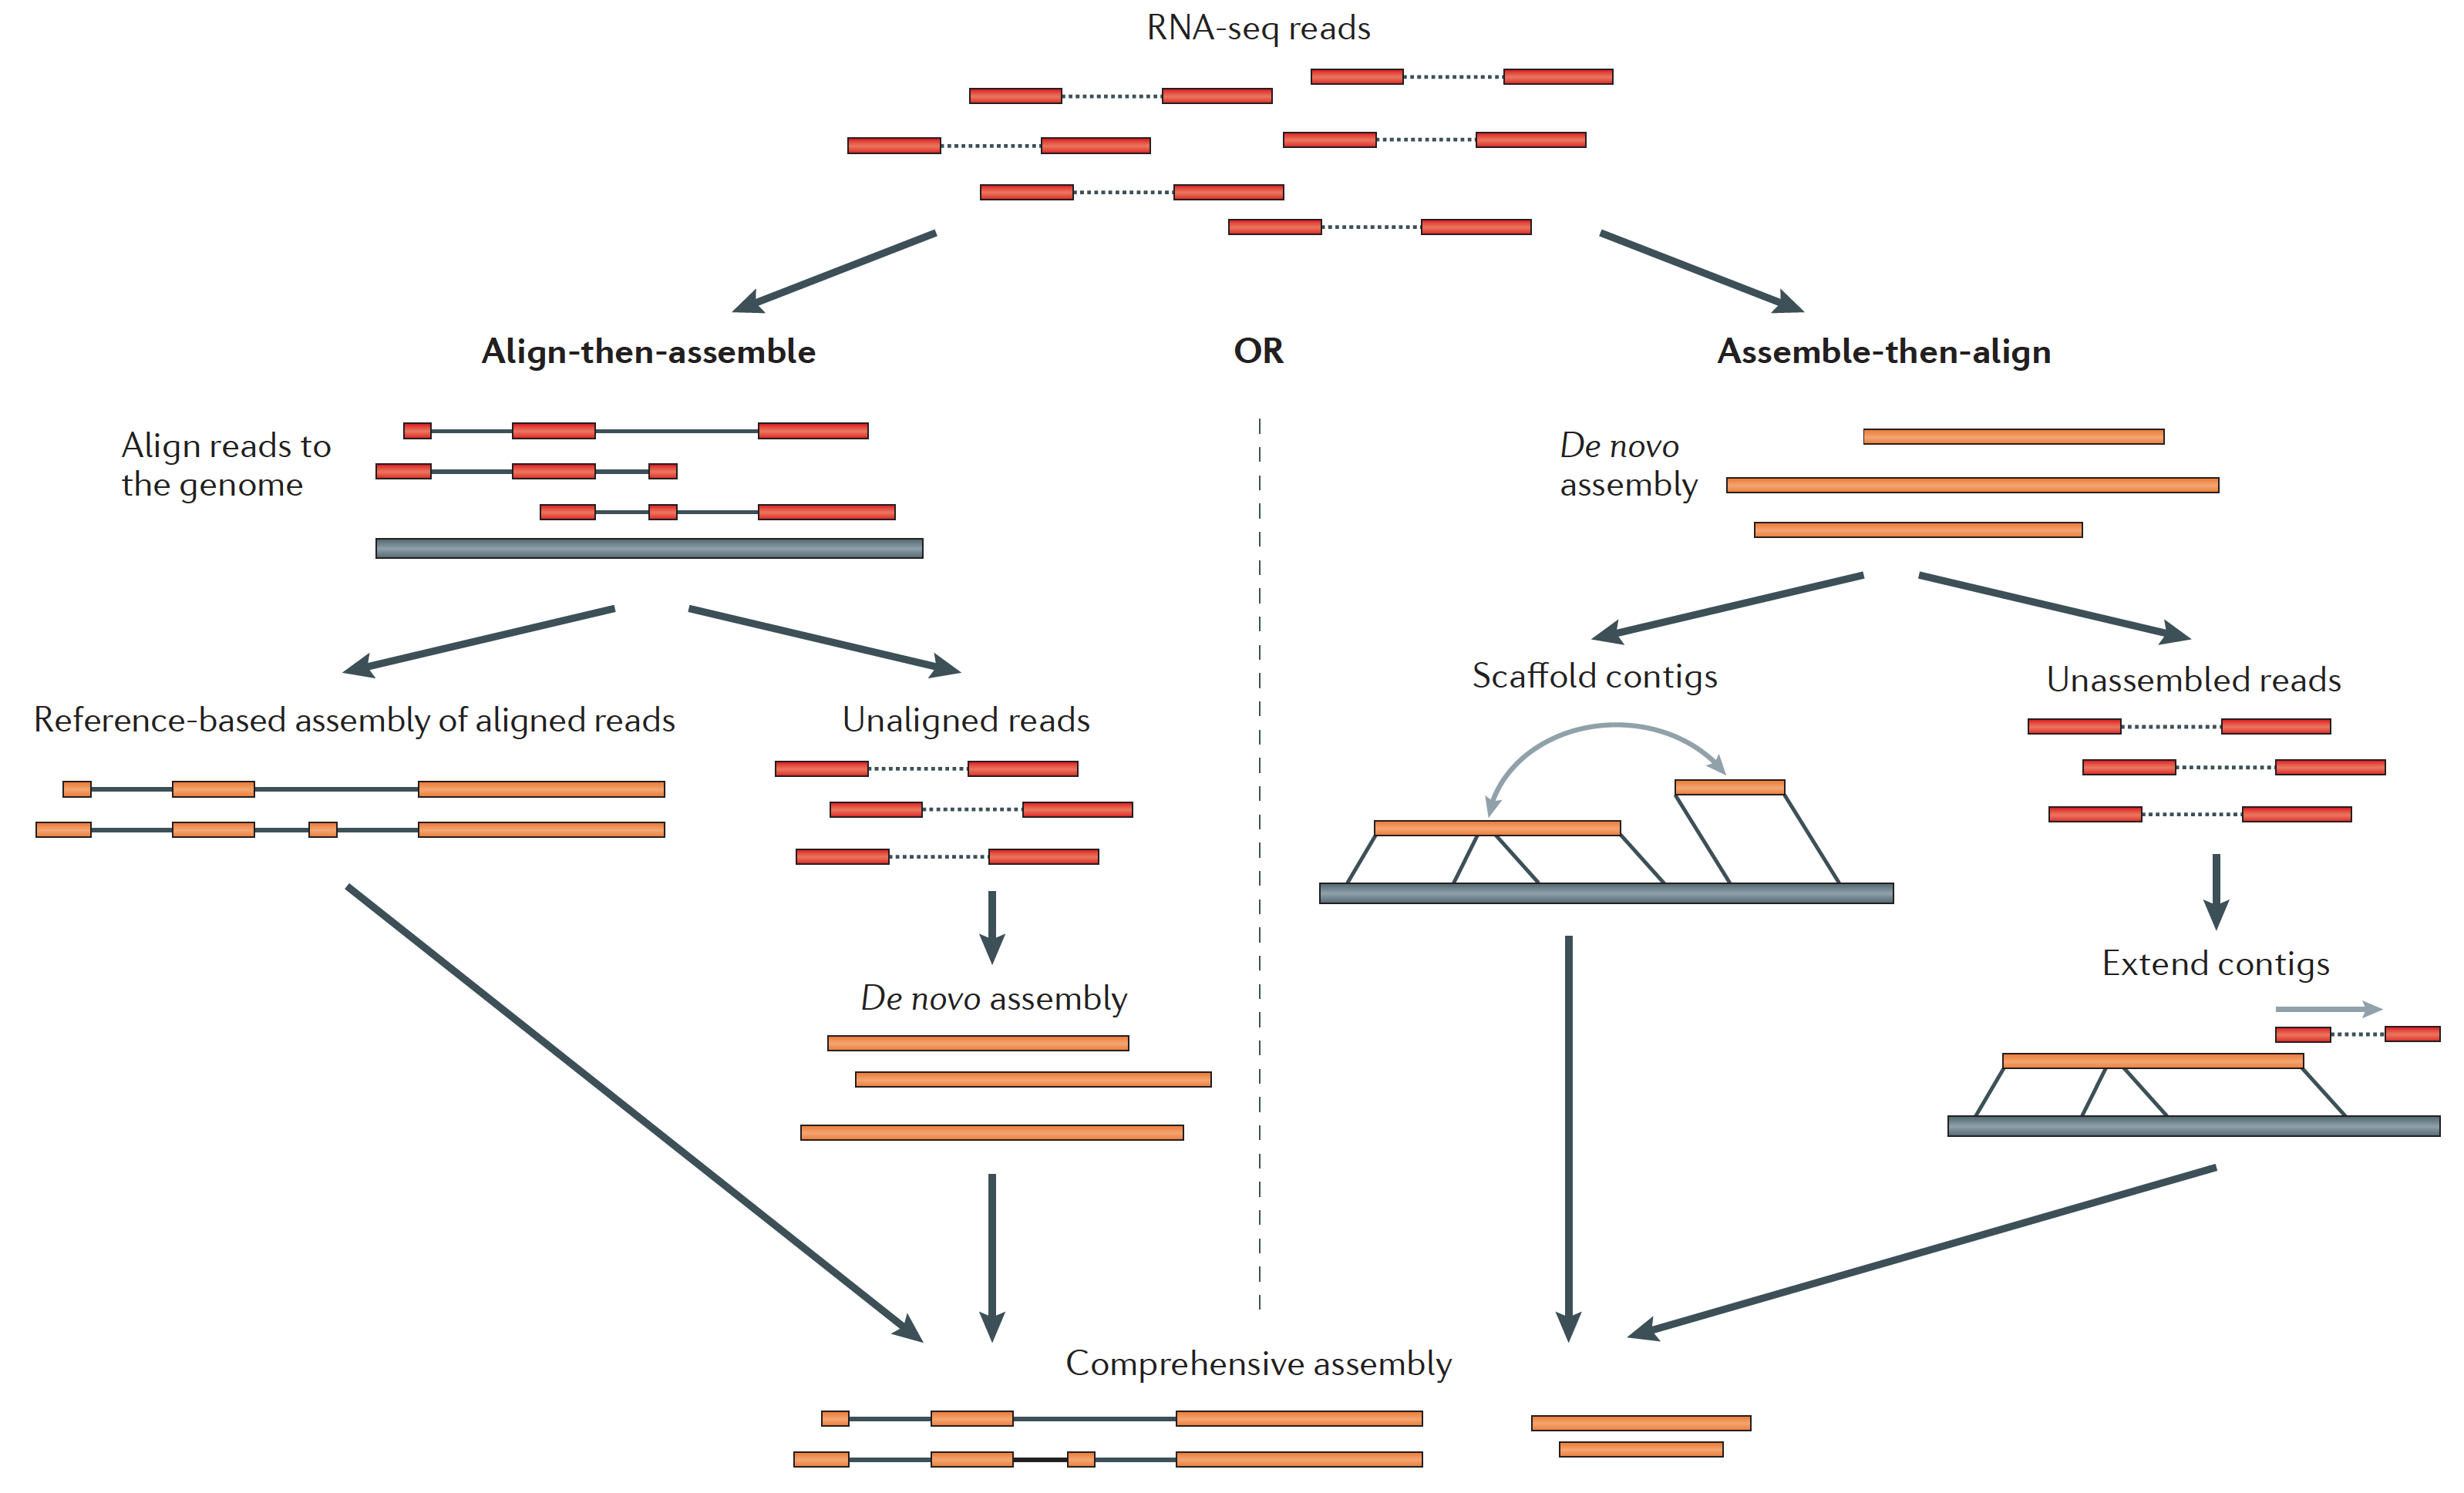 RNA-seq reads
Align-then-assemble
OR
Assemble-then-align
Align reads to
the genome
De novo
assembly
Reference-based assembly of aligned reads
Unaligned reads
Scaffold contigs
Unassembled reads
De novo assembly
Extend contigs
Comprehensive assembly